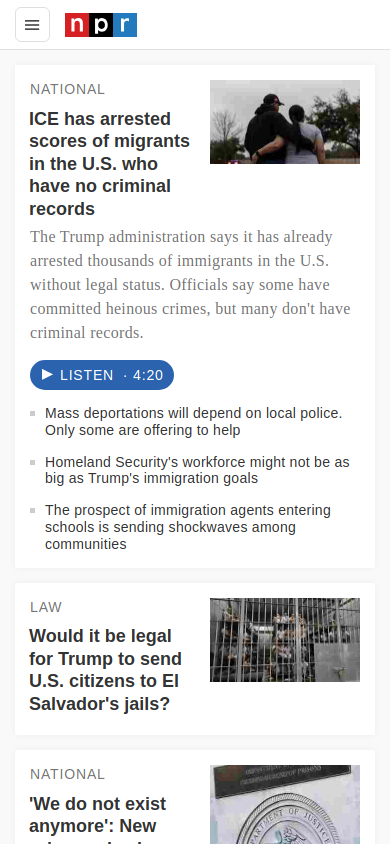 npr
NATIONAL
ICE has arrested
scores of migrants
in the U.S. who
have no criminal
records
The Trump administration says it has already
arrested thousands of immigrants in the U.S.
without legal status. Officials say some have
committed heinous crimes, but many don't have
criminal records.
LISTEN · 4:20
Mass deportations will depend on local police.
Only some are offering to help
Homeland Security's workforce might not be as
big as Trump's immigration goals
The prospect of immigration agents entering
schools is sending shockwaves among
communities
LAW
Would it be legal
for Trump to send
U.S. citizens to El
Salvador's jails?
NATIONAL
'We do not exist
anymore': New